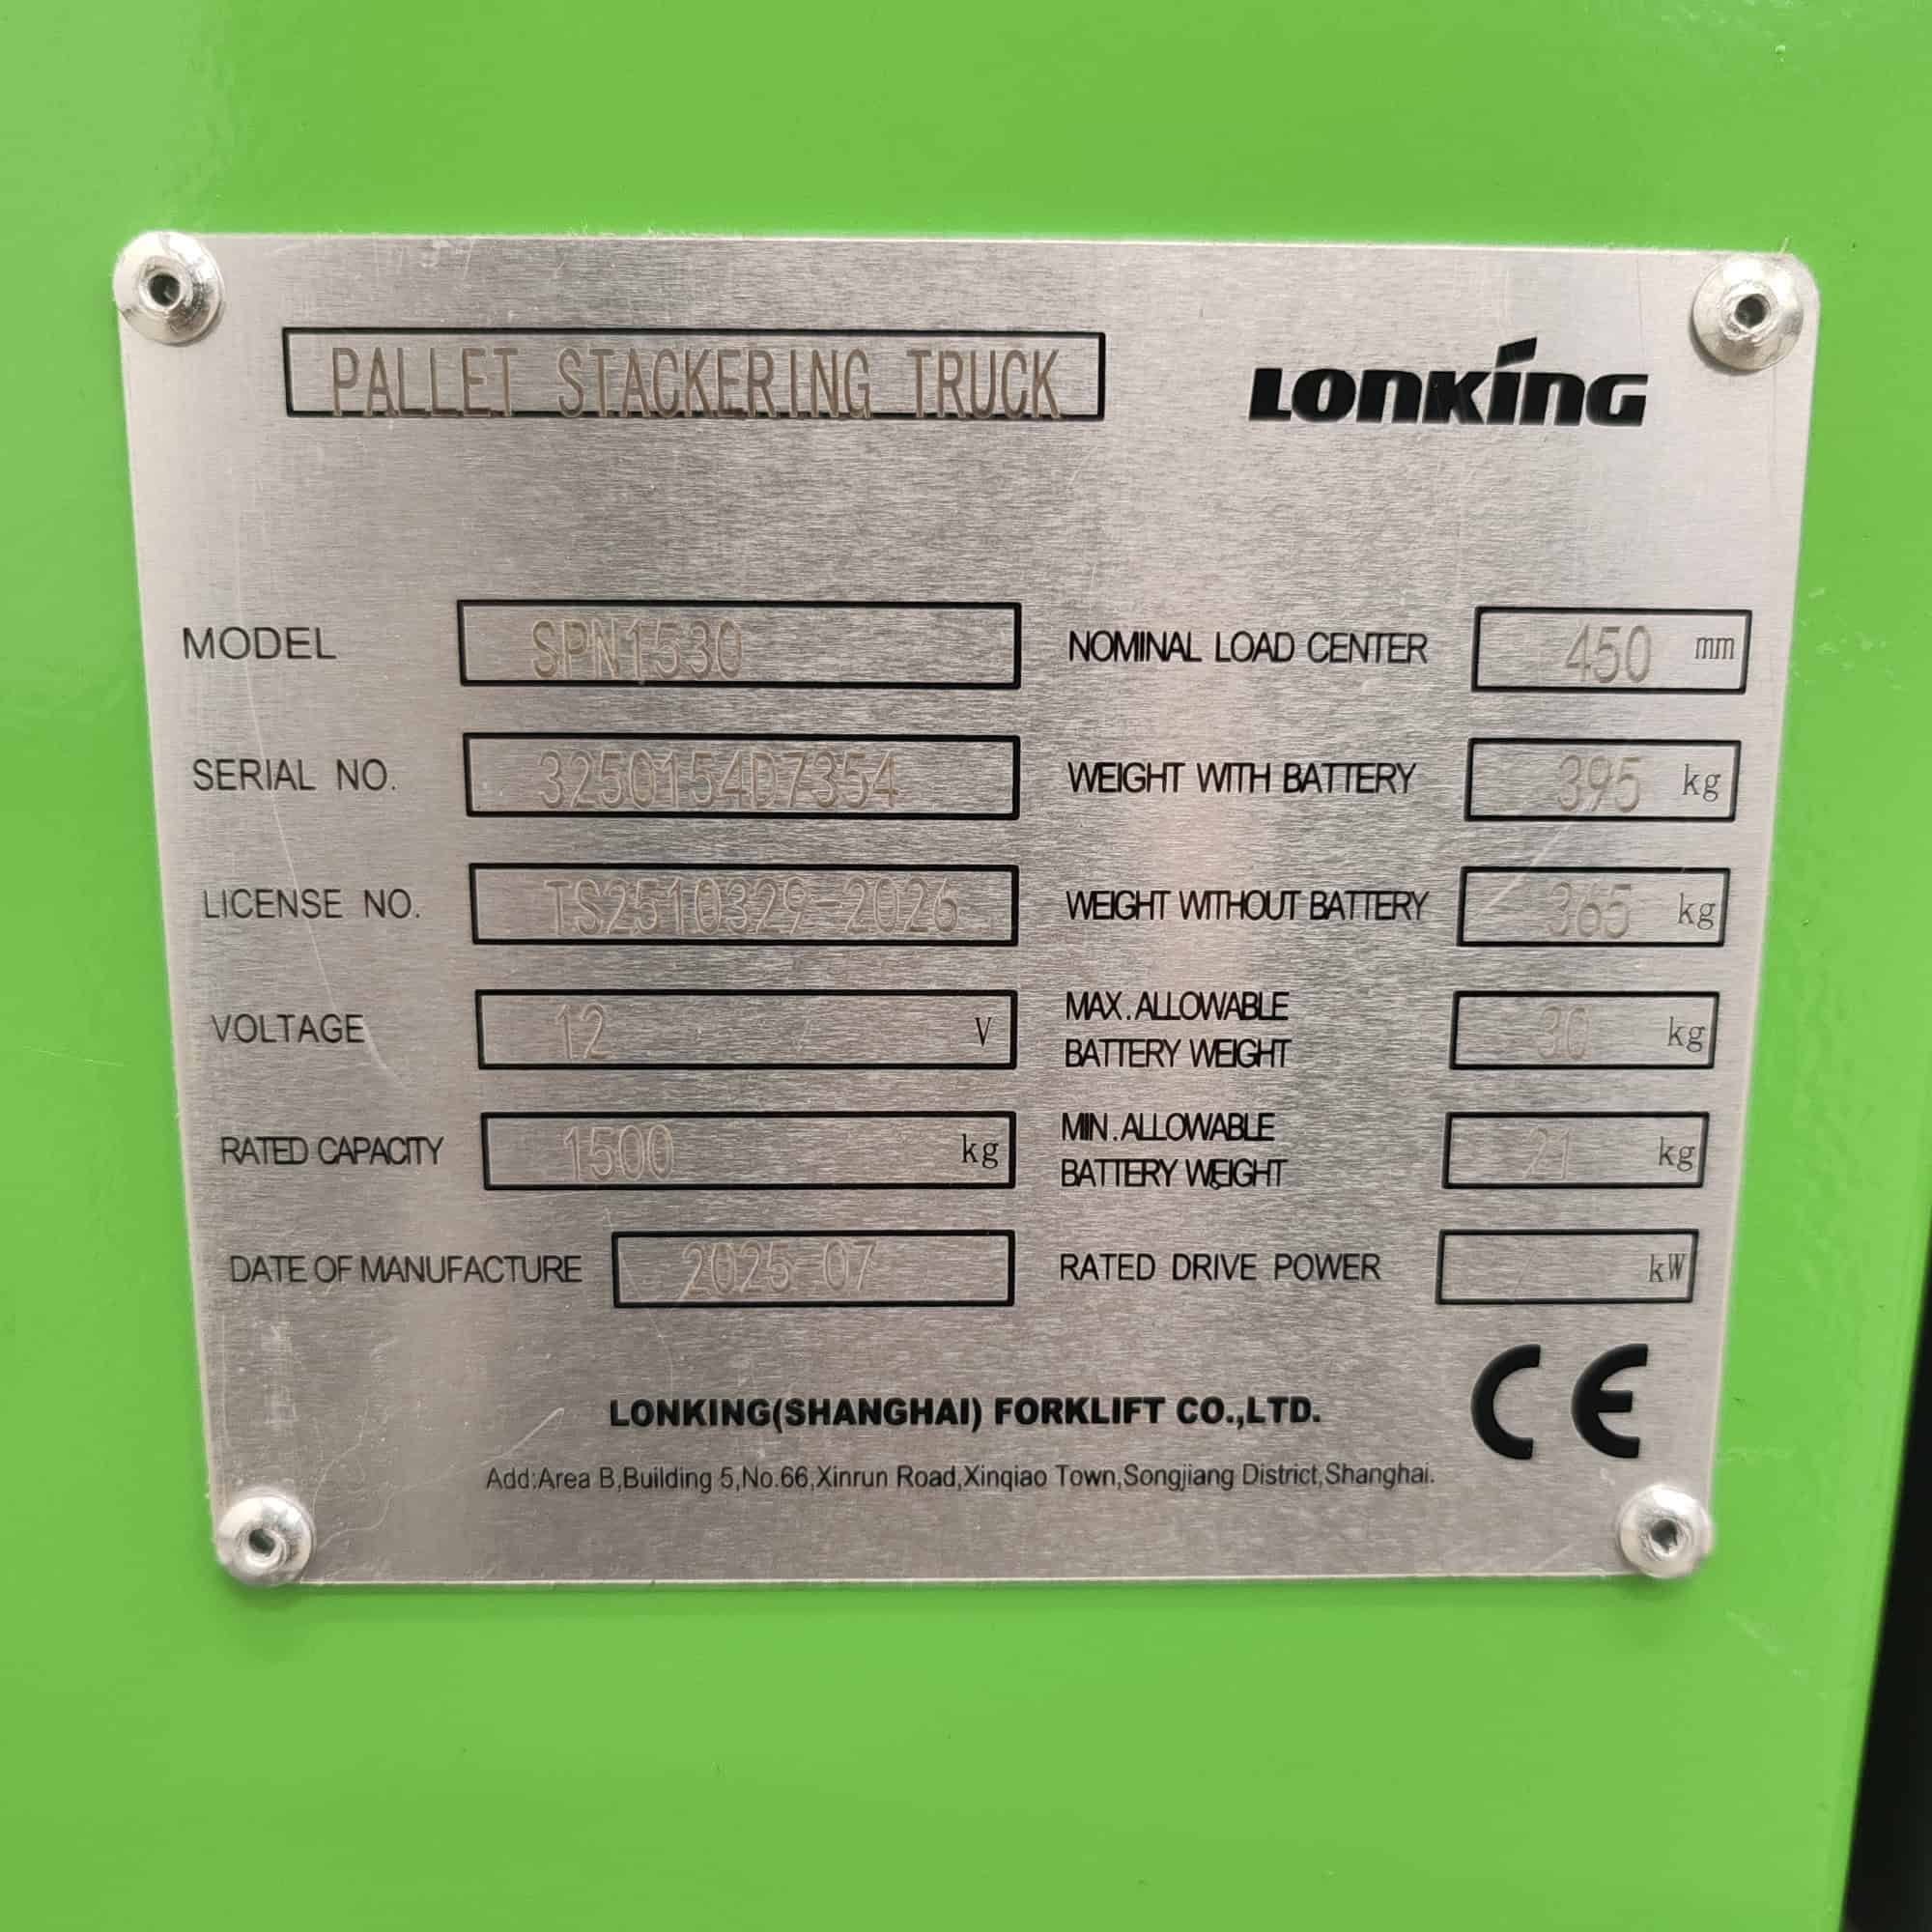 PALLET STACKERING TRUCK LONKING
MODEL SPN1530 NOMINAL LOAD CENTER 450 mm
SERIAL NO. 3250154D7354 WEIGHT WITH BATTERY 395 kg
LICENSE NO. TS2510329-2026 WEIGHT WITHOUT BATTERY 365 kg
VOLTAGE 12 V MAX.ALLOWABLE BATTERY WEIGHT 30 kg
RATED CAPACITY 1500 kg MIN.ALLOWABLE BATTERY WEIGHT 21 kg
DATE OF MANUFACTURE 2025-07 RATED DRIVE POWER kW
LONKING(SHANGHAI) FORKLIFT CO.,LTD. CE
Add:Area B,Building 5,No.66,Xinrun Road,Xinqiao Town,Songjiang District,Shanghai.